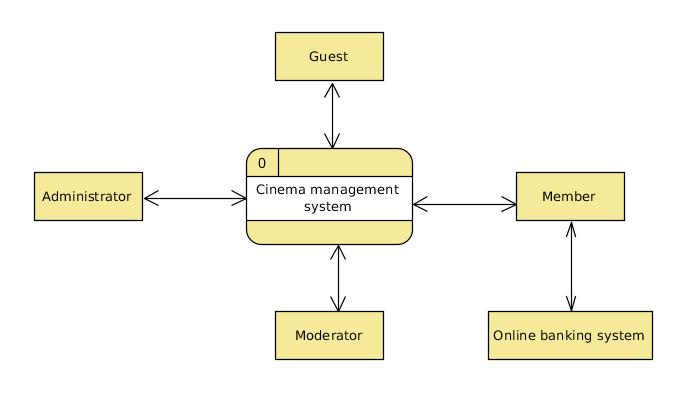 Guest
0
Cinema management
system
Administrator
Member
Moderator
Online banking system